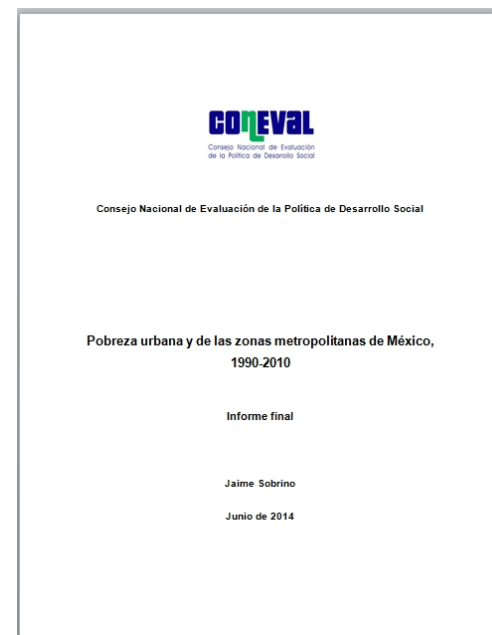 CONEVAL
Consejo Nacional de Evaluación
de la Política de Desarrollo Social
Consejo Nacional de Evaluación de la Política de Desarrollo Social
Pobreza urbana y de las zonas metropolitanas de México,
1990-2010
Informe final
Jaime Sobrino
Junio de 2014